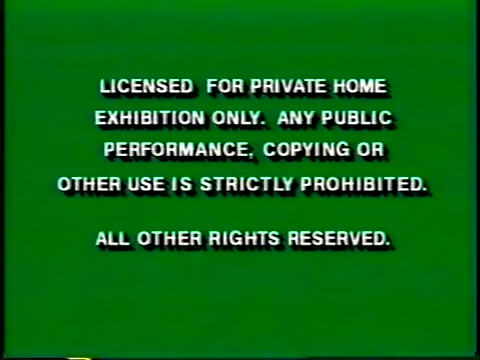 LICENSED FOR PRIVATE HOME
EXHIBITION ONLY. ANY PUBLIC
PERFORMANCE, COPYING OR
OTHER USE IS STRICTLY PROHIBITED.
ALL OTHER RIGHTS RESERVED.